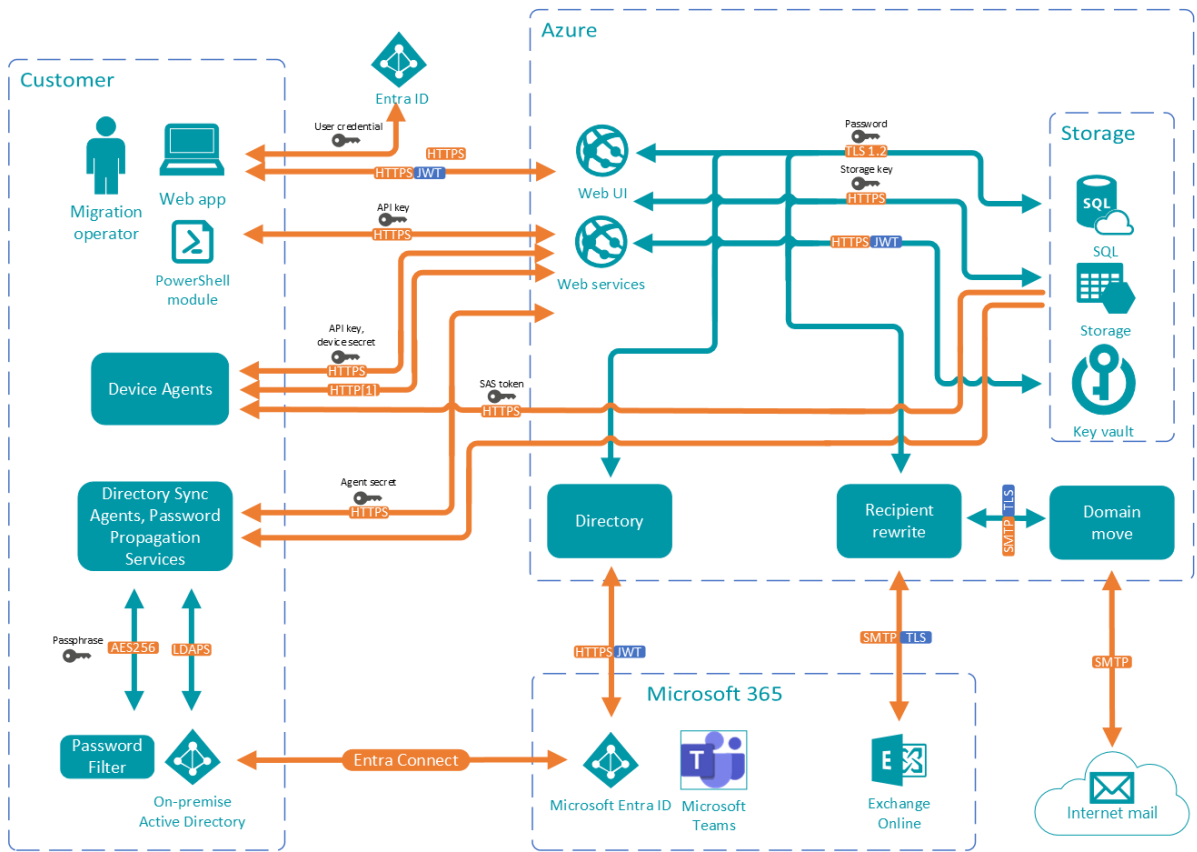 Azure
Customer
Entra ID
User credential
HTTPS
HTTPS JWT
Migration
operator
Web app
PowerShell
module
API key
HTTPS
Web UI
Web services
Password
TLS 1.2
Storage key
HTTPS
HTTPS JWT
Storage
SQL
SQL
Storage
Key vault
API key,
device secret
HTTPS
HTTP[1]
Device Agents
SAS token
HTTPS
Agent secret
HTTPS
Directory Sync
Agents, Password
Propagation
Services
Directory
Recipient
rewrite
SMTP TLS
Domain
move
Passphrase
AES256
LDAPS
HTTPS JWT
SMTP TLS
SMTP
Microsoft 365
Password
Filter
On-premise
Active Directory
Entra Connect
Microsoft Entra ID
T
Microsoft
Teams
E
Exchange
Online
Internet mail